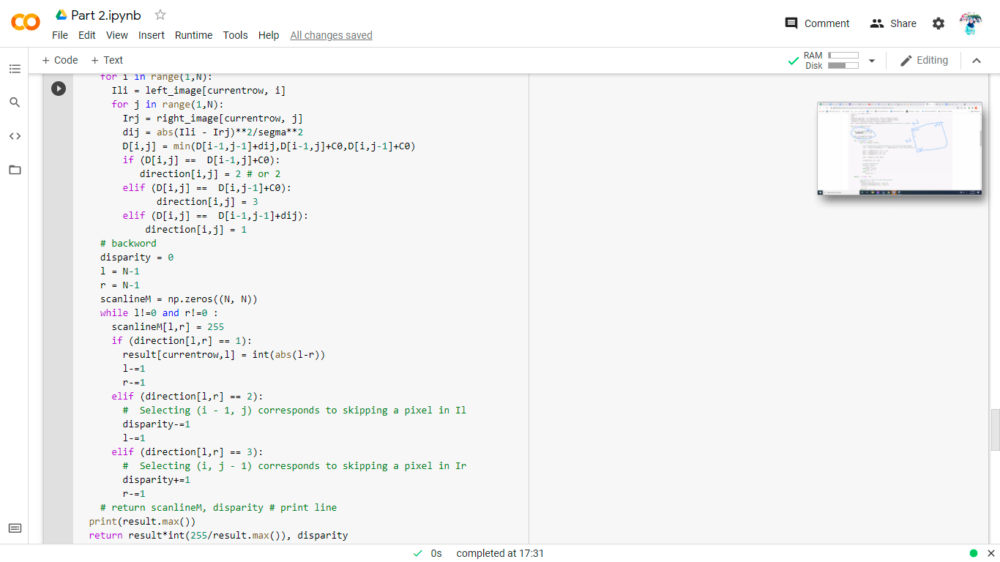 Part 2.ipynb
File Edit View Insert Runtime Tools Help All changes saved
Comment Share
+ Code + Text
RAM
Disk
Editing
for i in range(1,N):
Ili = left_image[currentrow, i]
for j in range(1,N):
Irj = right_image[currentrow, j]
dij = abs(Ili - Irj)**2/segma**2
D[i,j] = min(D[i-1,j-1]+dij,D[i-1,j]+C0,D[i,j-1]+C0)
if (D[i,j] ==  D[i-1,j]+C0):
direction[i,j] = 2 # or 2
elif (D[i,j] ==  D[i,j-1]+C0):
direction[i,j] = 3
elif (D[i,j] ==  D[i-1,j-1]+dij):
direction[i,j] = 1
# backword
disparity = 0
l = N-1
r = N-1
scanlineM = np.zeros((N, N))
while l!=0 and r!=0 :
scanlineM[l,r] = 255
if (direction[l,r] == 1):
result[currentrow,l] = int(abs(l-r))
l-=1
r-=1
elif (direction[l,r] == 2):
#  Selecting (i - 1, j) corresponds to skipping a pixel in Il
disparity-=1
l-=1
elif (direction[l,r] == 3):
#  Selecting (i, j - 1) corresponds to skipping a pixel in Ir
disparity+=1
r-=1
# return scanlineM, disparity # print line
print(result.max())
return result*int(255/result.max()), disparity
0s completed at 17:31